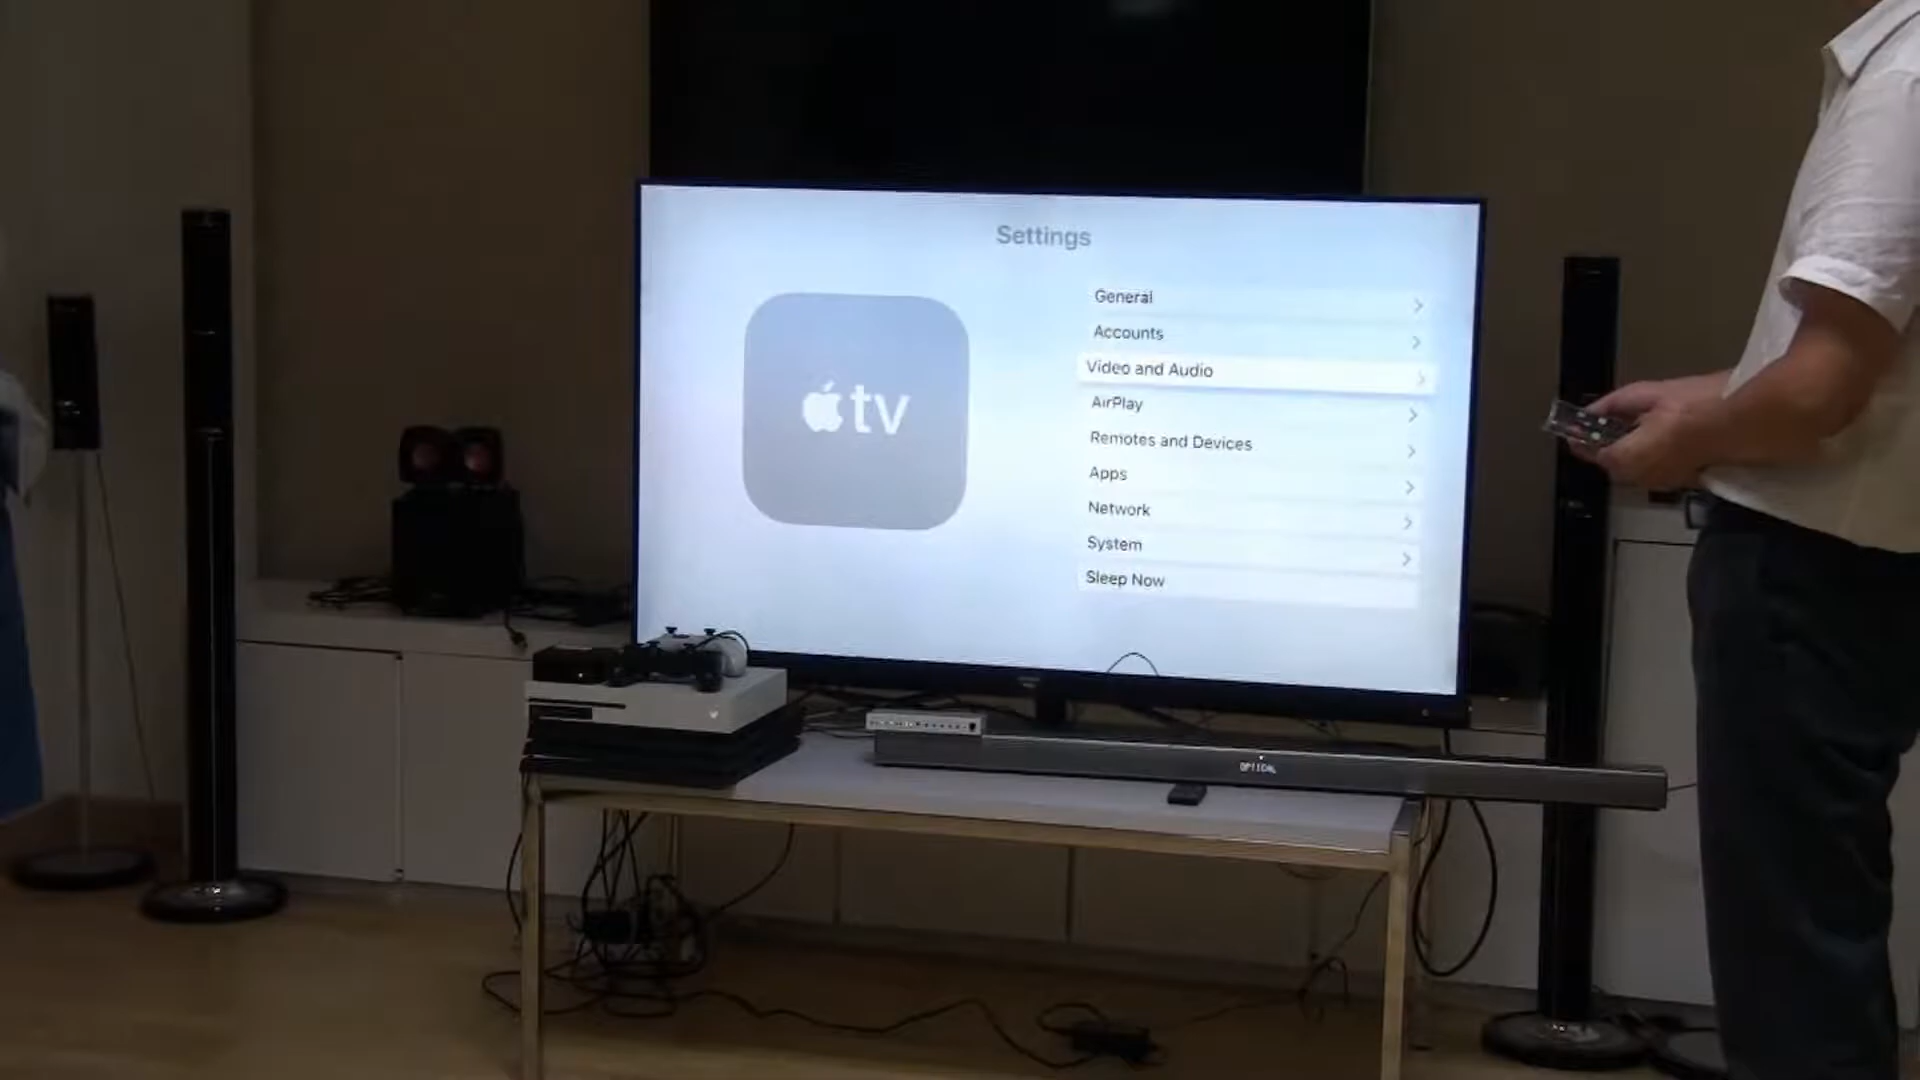 Settings
tv
General
Accounts
Video and Audio
AirPlay
Remotes and Devices
Apps
Network
System
Sleep Now
OPTICAL